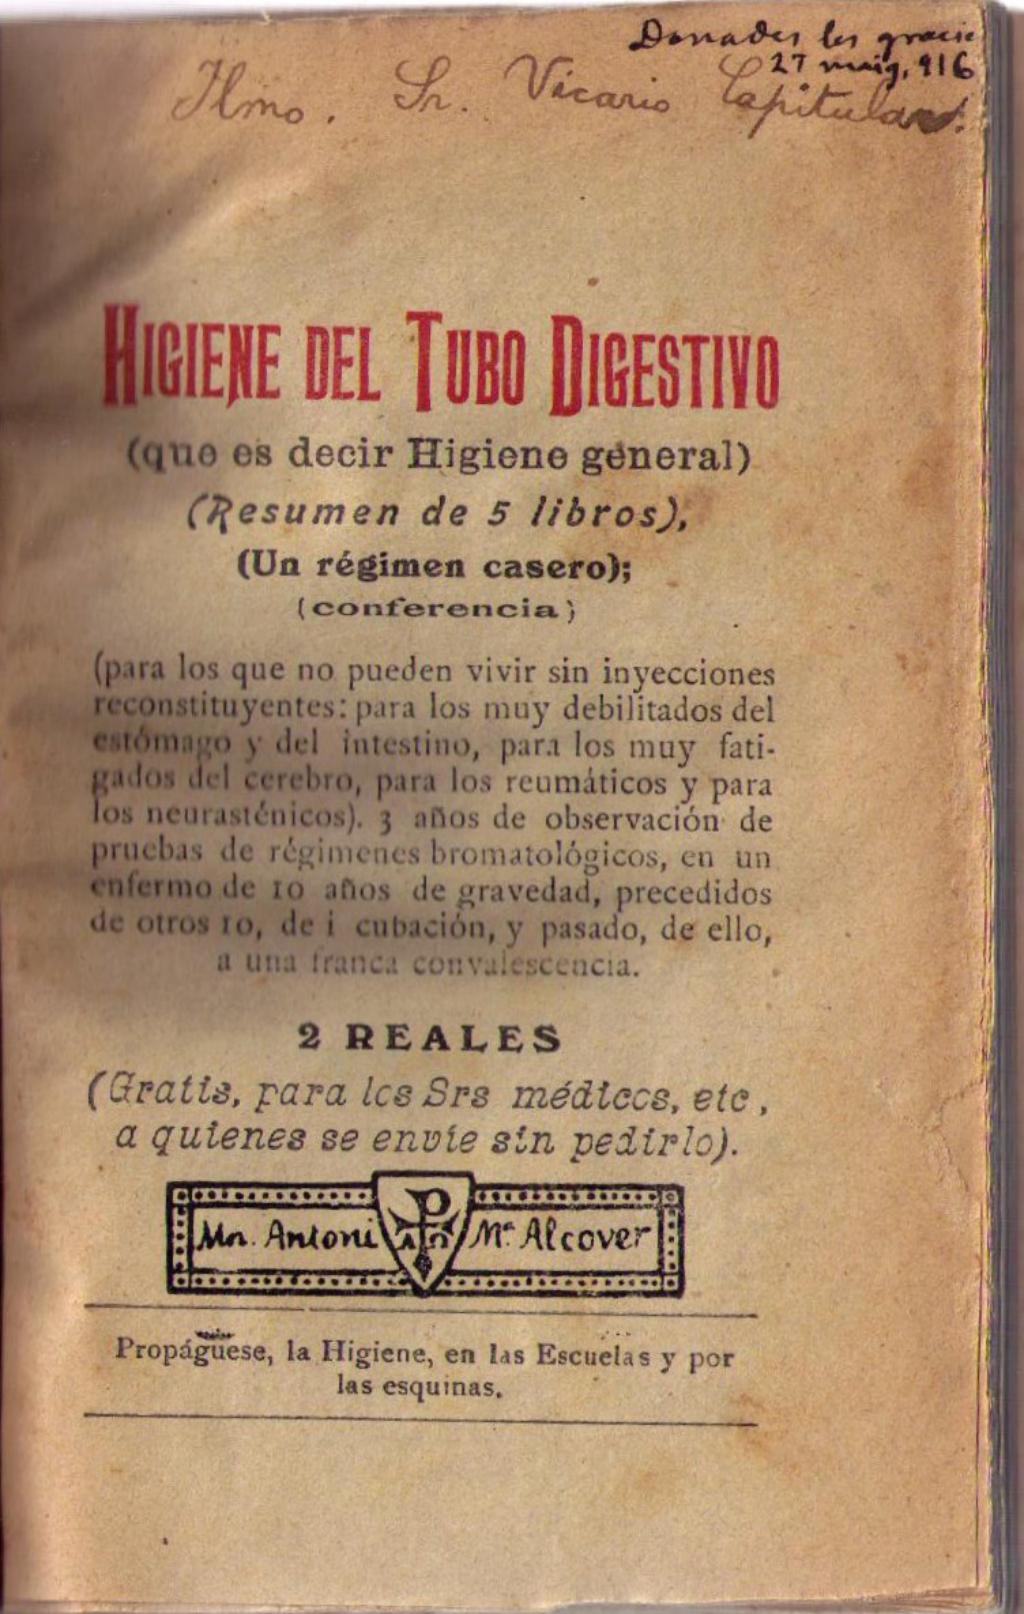 Donades les gracie
27 maig, 916
Ilmo. Sr. Vicario Capitular.
HIGIENE DEL TUBO DIGESTIVO
(que es decir Higiene general)
(Resumen de 5 libros),
(Un régimen casero);
(conferencia)
(para los que no pueden vivir sin inyecciones
reconstituyentes: para los muy debilitados del
estómago y del intestino, para los muy fati-
gados del cerebro, para los reumáticos y para
los neurasténicos). 3 años de observación de
pruebas de régimenes bromatológicos, en un
enfermo de 10 años de gravedad, precedidos
de otros 10, de i cubación, y pasado, de ello,
a una franca convalescencia.
2 REALES
(Gratis, para los Srs médicos, etc,
a quienes se envíe sin pedirlo).
Mn. Antoni M.ª Alcover
Propágüese, la Higiene, en las Escuelas y por
las esquinas.